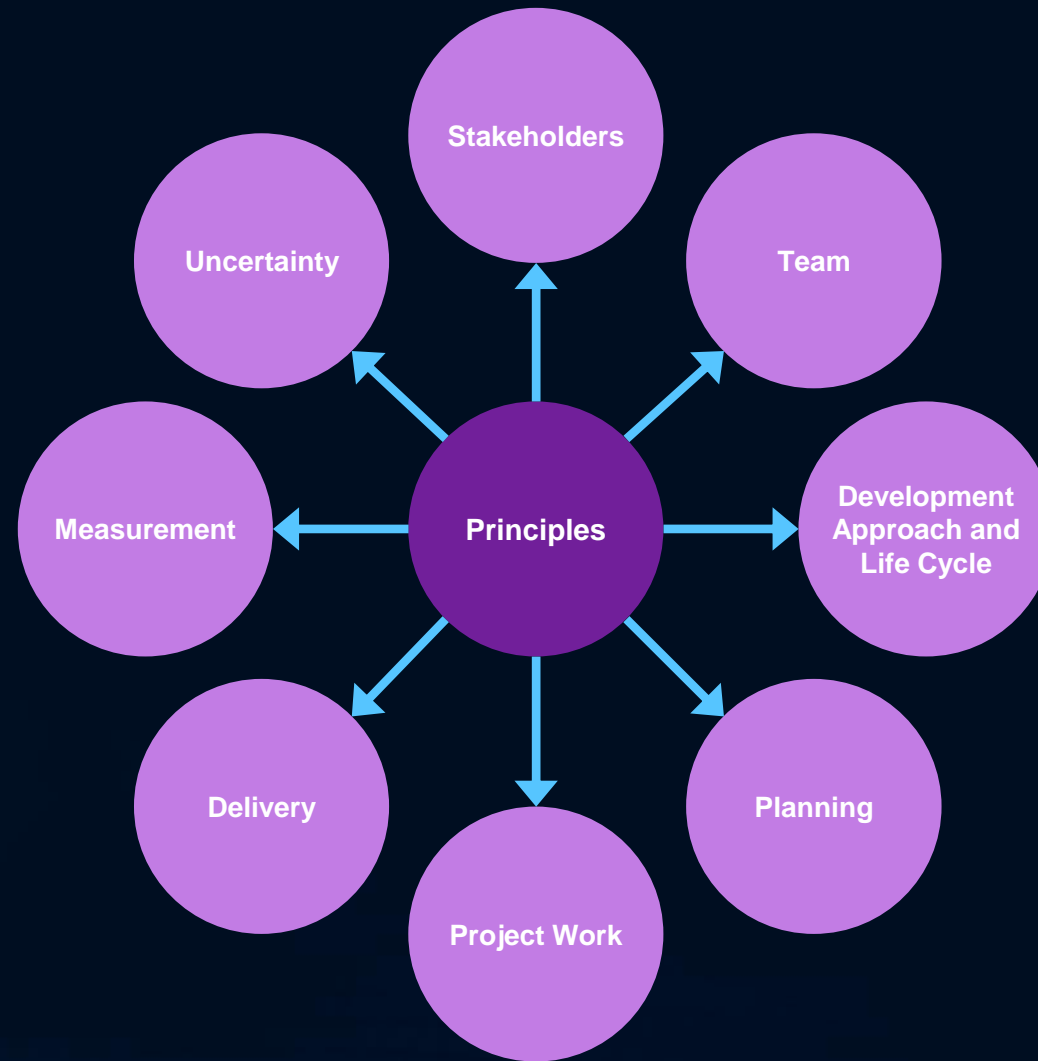 Stakeholders
Uncertainty
Team
Measurement
Principles
Development
Approach and
Life Cycle
Delivery
Planning
Project Work